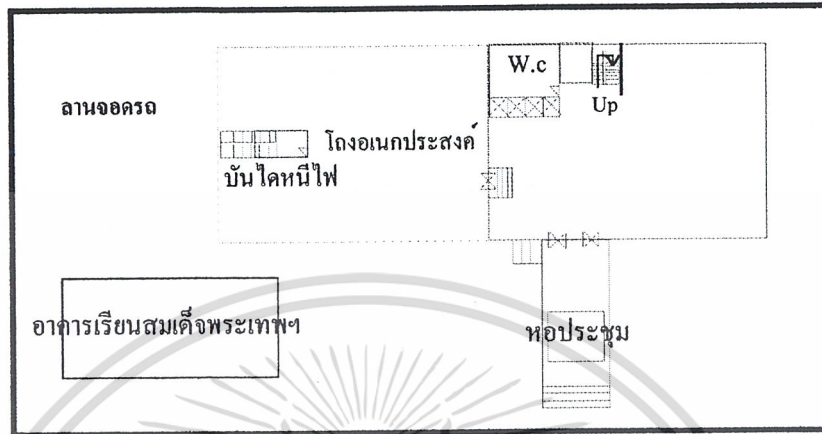 W.c
Up
ลานจอดรถ
โถงอเนกประสงค์
บันไดหนีไฟ
อาคารเรียนสมเด็จพระเทพฯ
หอประชุม